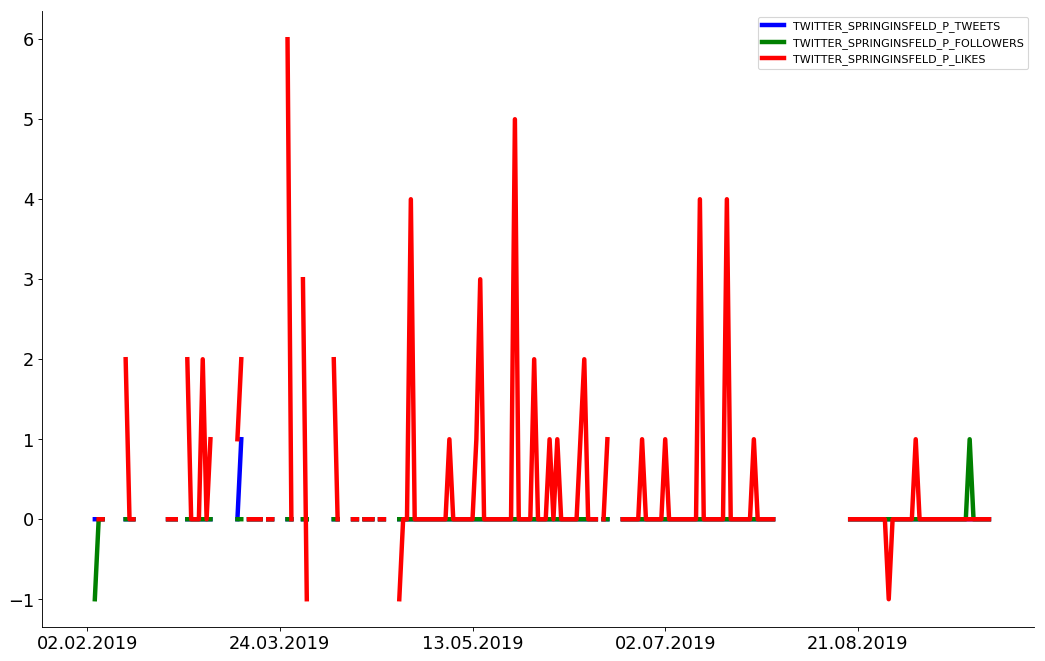 TWITTER_SPRINGINSFELD_P_TWEETS
TWITTER_SPRINGINSFELD_P_FOLLOWERS
TWITTER_SPRINGINSFELD_P_LIKES
6
5
4
3
2
1
0
−1
02.02.2019 24.03.2019 13.05.2019 02.07.2019 21.08.2019